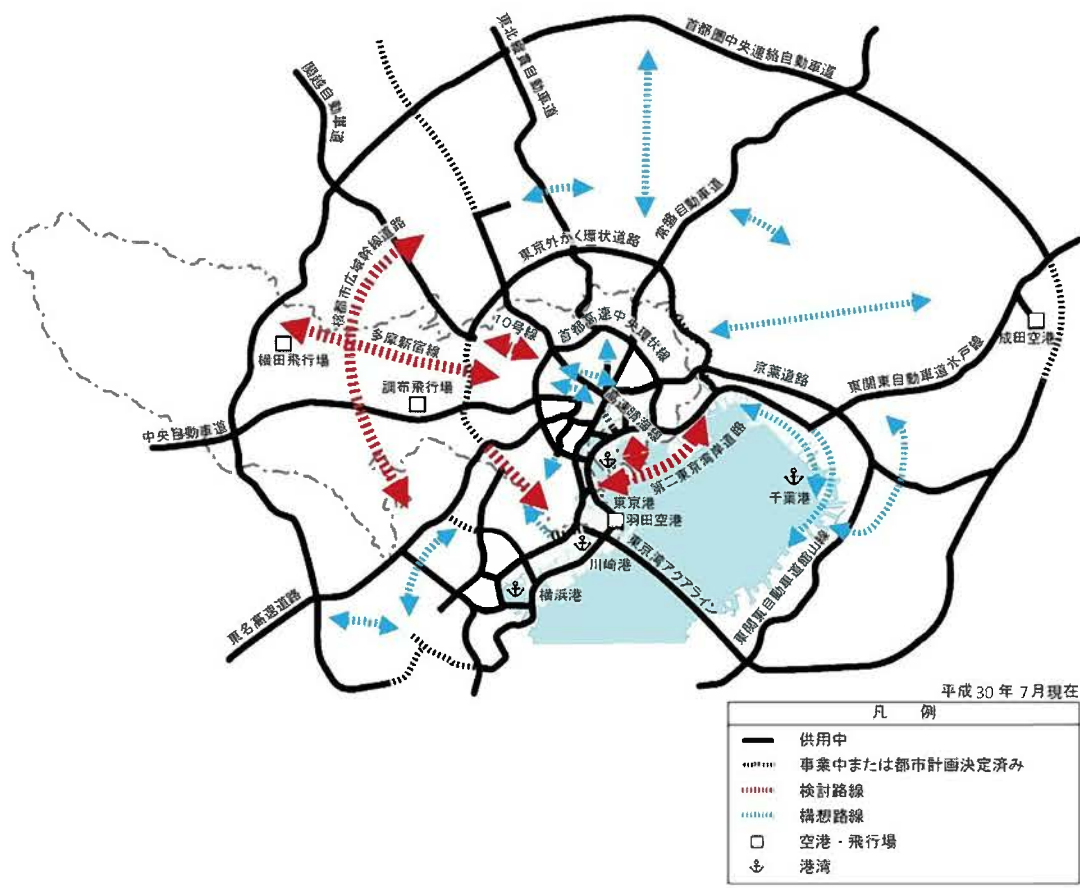 首都圏中央連絡自動車道
東北縦貫自動車道
関越自動車道
常磐自動車道
東京外かく環状道路
核都市広域幹線道路
10号線
首都高速中央環状線
多摩新宿線
横田飛行場
成田空港
調布飛行場
京葉道路
東関東自動車道水戸線
高速晴海線
中央自動車道
第二東京湾岸道路
千葉港
東京港
羽田空港
川崎港
東京湾アクアライン
横浜港
東名高速道路
東関東自動車道館山線
平成30年7月現在
凡 例
供用中
事業中または都市計画決定済み
検討路線
構想路線
空港・飛行場
港湾